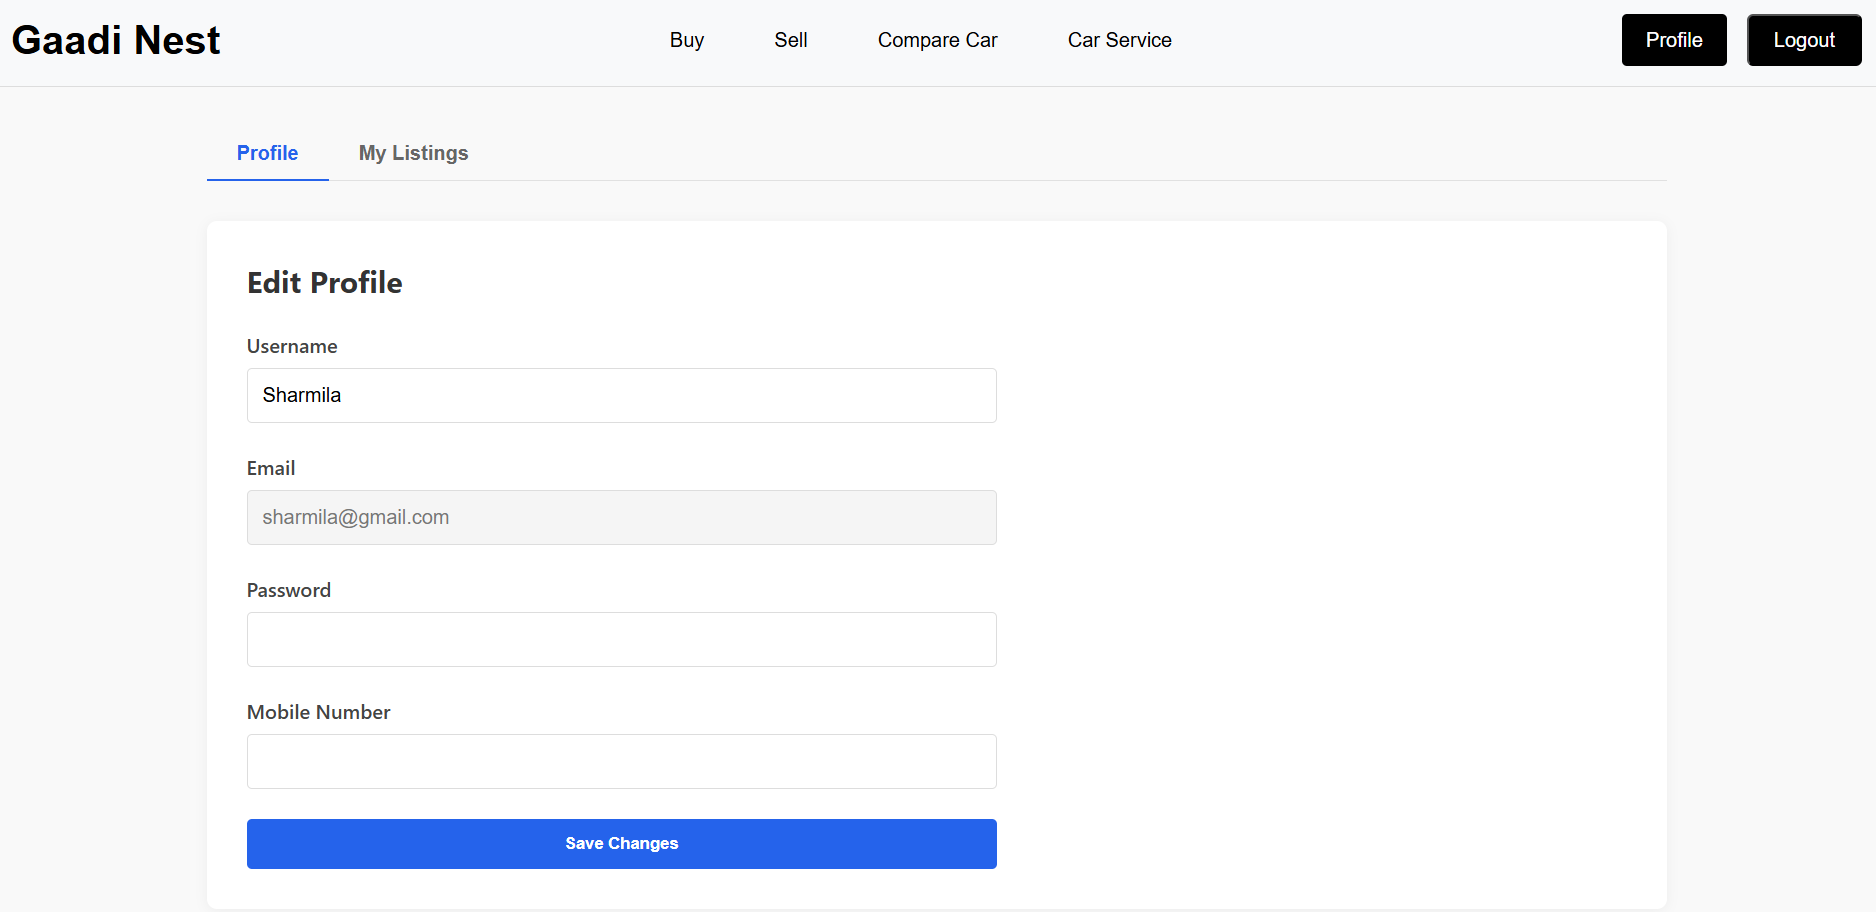 Gaadi Nest
Buy Sell Compare Car Car Service
Profile Logout
Profile My Listings
Edit Profile
Username
Sharmila
Email
sharmila@gmail.com
Password
Mobile Number
Save Changes